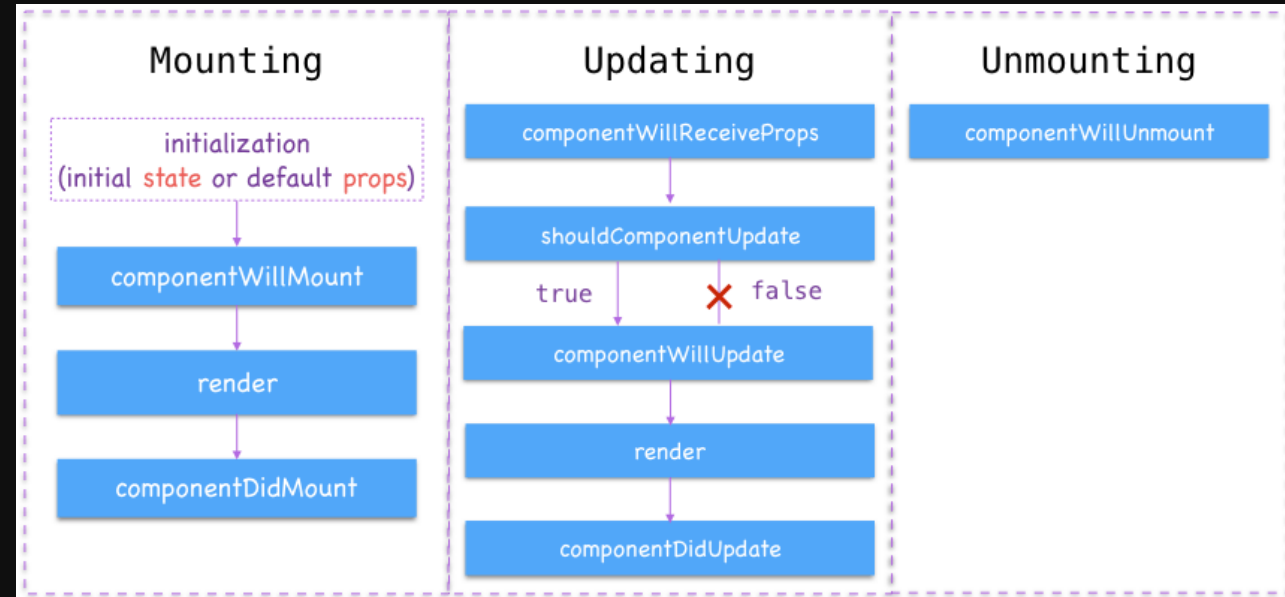 Mounting
initialization
(initial state or default props)
componentWillMount
render
componentDidMount
Updating
componentWillReceiveProps
shouldComponentUpdate
true
false
componentWillUpdate
render
componentDidUpdate
Unmounting
componentWillUnmount